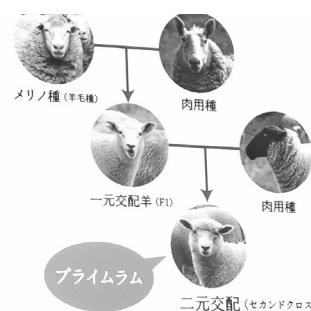 メリノ種（羊毛種）
肉用種
一元交配羊（F1）
肉用種
プライムラム
二元交配（セカンドクロス